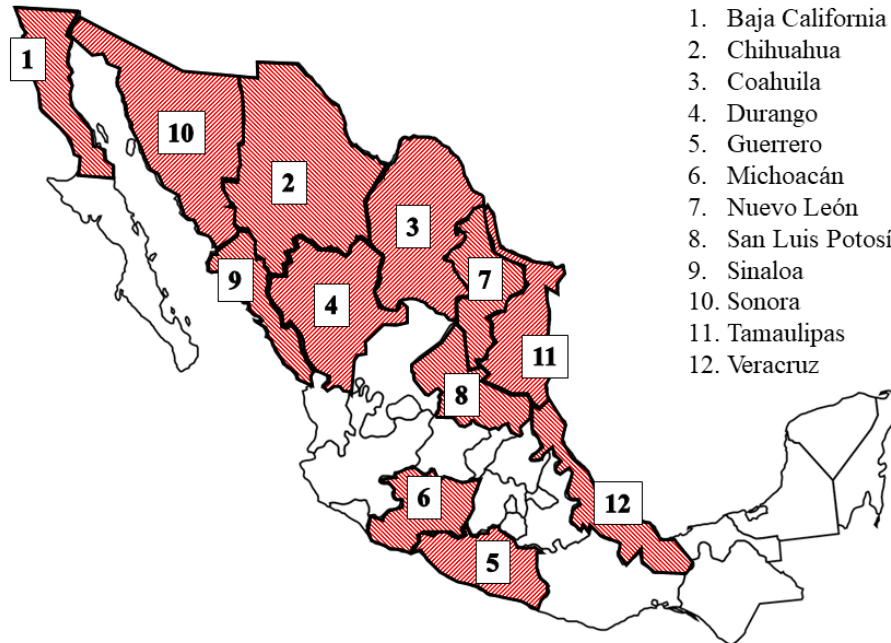 1. Baja California
2. Chihuahua
3. Coahuila
4. Durango
5. Guerrero
6. Michoacán
7. Nuevo León
8. San Luis Potosí
9. Sinaloa
10. Sonora
11. Tamaulipas
12. Veracruz
1
10
2
3
9
7
4
11
8
6
12
5